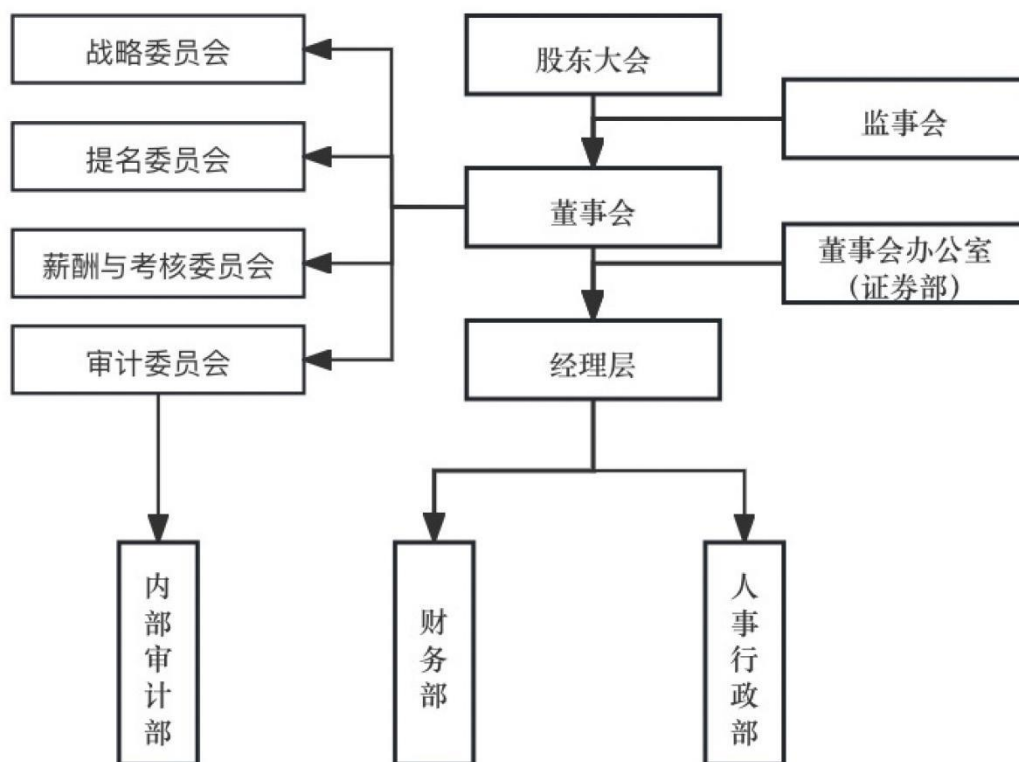 战略委员会
股东大会
监事会
提名委员会
董事会
薪酬与考核委员会
董事会办公室
（证券部）
审计委员会
经理层
内部审计部
财务部
人事行政部